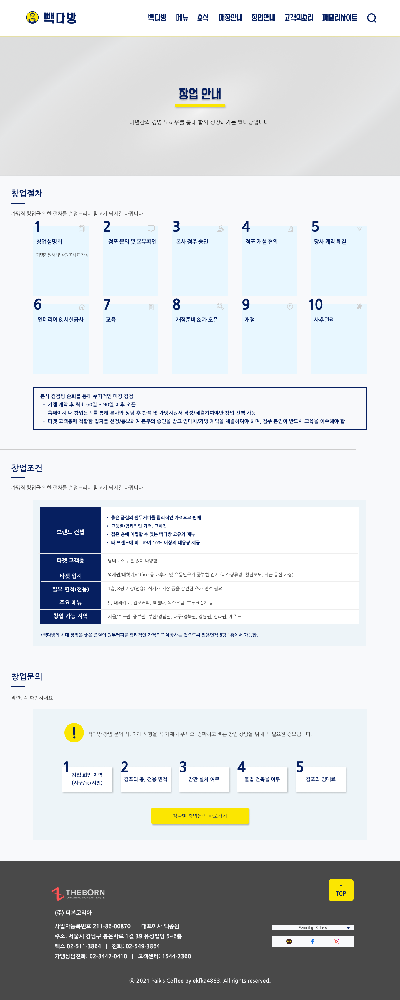 빽다방
빽다방 메뉴 소식 매장안내 창업안내 고객의소리 패밀리사이트
창업 안내
다년간의 경영 노하우를 통해 함께 성장해가는 빽다방입니다.
창업절차
가맹점 창업을 위한 절차를 설명드리니 참고가 되시길 바랍니다.
1
창업설명회
가맹지원서 및 상권조사표 작성
2
점포 문의 및 본부확인
3
본사 점주 승인
4
점포 개설 협의
5
당사 계약 체결
6
인테리어 & 시설공사
7
교육
8
개점준비 & 가 오픈
9
개점
10
사후관리
본사 점검팀 순회를 통해 주기적인 매장 점검
• 가맹 계약 후 최소 60일 ~ 90일 이후 오픈
• 홈페이지 내 창업문의를 통해 본사와 상담 후 참석 및 가맹지원서 작성/제출하여야만 창업 진행 가능
• 타겟 고객층에 적합한 입지를 선정/통보하여 본부의 승인을 받고 임대차/가맹 계약을 체결하여야 하며, 점주 본인이 반드시 교육을 이수해야 함
창업조건
가맹점 창업을 위한 절차를 설명드리니 참고가 되시길 바랍니다.
브랜드 컨셉
• 좋은 품질의 원두커피를 합리적인 가격으로 판매
• 고품질/합리적인 가격, 고회전
• 젊은 층에 어필할 수 있는 빽다방 고유의 메뉴
• 타 브랜드에 비교하여 10% 이상의 대용량 제공
타겟 고객층
남녀노소 구분 없이 다양함
타겟 입지
역세권/대학가/Office 등 배후지 및 유동인구가 풍부한 입지 (버스정류장, 횡단보도, 퇴근 동선 가정)
필요 면적(전용)
1층, 8평 이상(전용), 식자재 저장 등을 감안한 추가 면적 필요
주요 메뉴
앗!메리카노, 원조커피, 빽엔나, 옥수크림, 호두크런치 등
창업 가능 지역
서울/수도권, 중부권, 부산/경남권, 대구/경북권, 강원권, 전라권, 제주도
*빽다방의 최대 장점은 좋은 품질의 원두커피를 합리적인 가격으로 제공하는 것으로써 전용면적 8평 1층에서 가능함.
창업문의
잠깐, 꼭 확인하세요!
!
빽다방 창업 문의 시, 아래 사항을 꼭 기재해 주세요. 정확하고 빠른 창업 상담을 위해 꼭 필요한 정보입니다.
1
창업 희망 지역
(시구/동/지번)
2
점포의 층, 전용 면적
3
간판 설치 여부
4
불법 건축물 여부
5
점포의 임대료
빽다방 창업문의 바로가기
THEBORN
ORIGINAL KOREAN TASTE
TOP
(주) 더본코리아
사업자등록번호 211-86-00870 | 대표이사 백종원
주소: 서울시 강남구 봉은사로 1길 39 유성빌딩 5~6층
팩스 02-511-3864 | 전화: 02-549-3864
가맹상담전화: 02-3447-0410 | 고객센터: 1544-2360
Family Sites
TALK
ⓒ 2021 Paik’s Coffee by ekfka4863. All rights reserved.